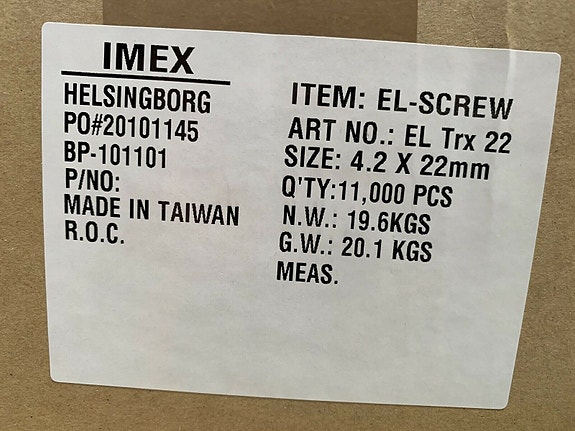 IMEX
HELSINGBORG
PO#20101145
BP-101101
P/NO:
MADE IN TAIWAN
R.O.C.
ITEM: EL-SCREW
ART NO.: EL Trx 22
SIZE: 4.2 X 22mm
Q'TY:11,000 PCS
N.W.: 19.6KGS
G.W.: 20.1 KGS
MEAS.